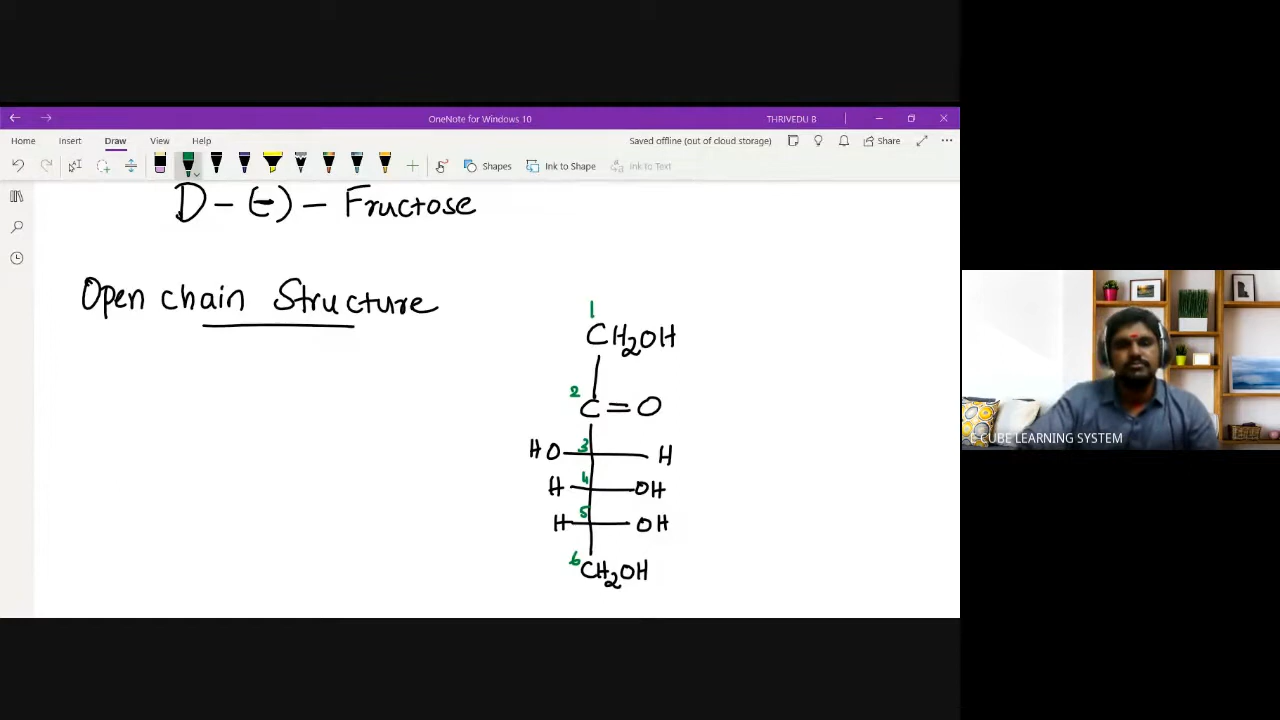 OneNote for Windows 10
THRIVEDU B
Home Insert Draw View Help
Saved offline (out of cloud storage)
Share
Shapes Ink to Shape Ink to Text
D - (-) - Fructose
Open chain Structure
1
CH2OH
2
C=O
HO 3 H
H 4 OH
H 5 OH
6
CH2OH
C CUBE LEARNING SYSTEM